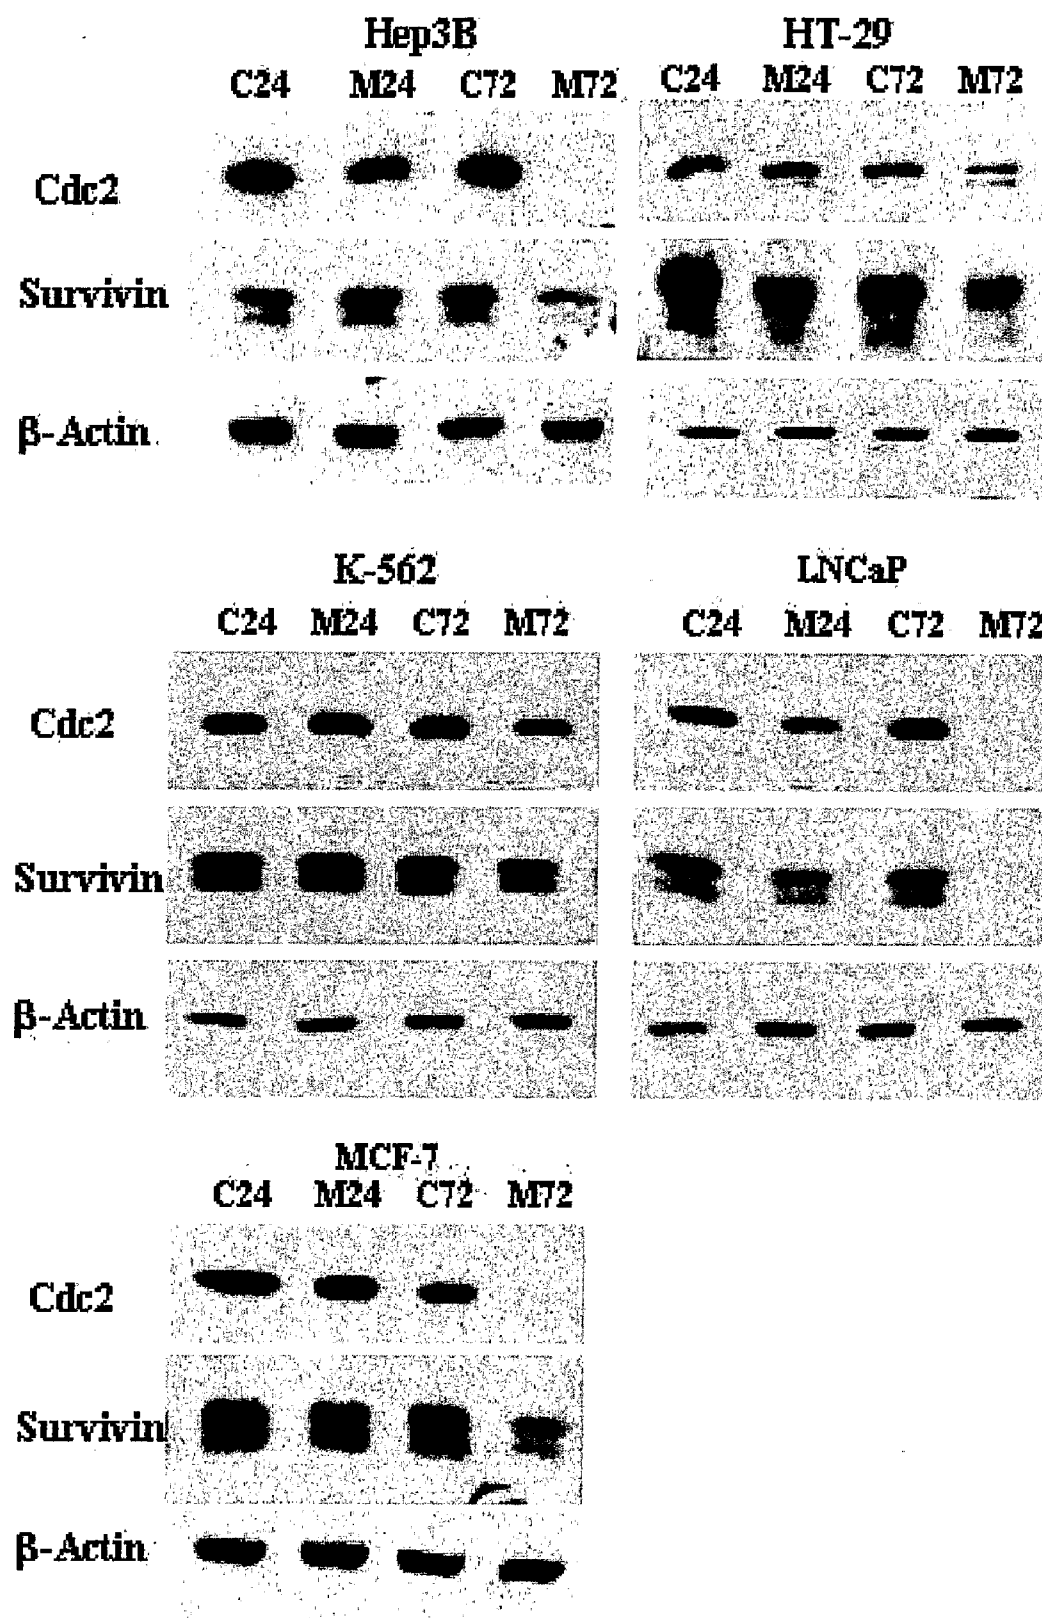 Hep3B
C24 M24 C72 M72
HT-29
C24 M24 C72 M72
Cdc2
Survivin
β-Actin
K-562
C24 M24 C72 M72
LNCaP
C24 M24 C72 M72
Cdc2
Survivin
β-Actin
MCF-7
C24 M24 C72 M72
Cdc2
Survivin
β-Actin